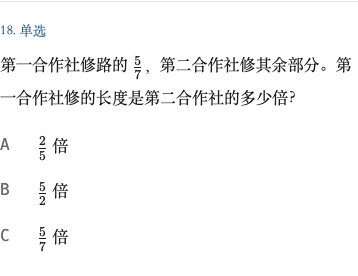 18. 单选
第一合作社修路的 5/7 ，第二合作社修其余部分。第
一合作社修的长度是第二合作社的多少倍?
A 2/5 倍
B 5/2 倍
C 5/7 倍